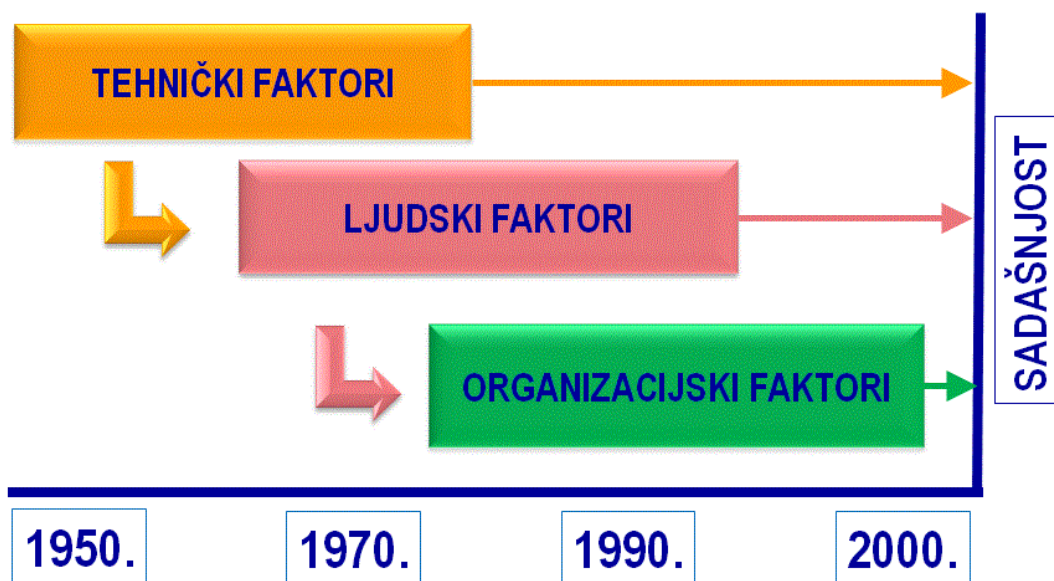 TEHNIČKI FAKTORI
LJUDSKI FAKTORI
ORGANIZACIJSKI FAKTORI
SADAŠNJOST
1950.
1970.
1990.
2000.